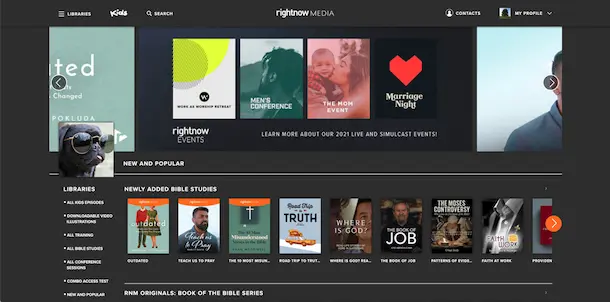 LIBRARIES
Kids
SEARCH
rightnow MEDIA
CONTACTS
MY PROFILE
ated
Changed
POKLUDA
WORK AS WORSHIP RETREAT
MEN'S
CONFERENCE
THE MOM
EVENT
Marriage
Night
rightnow
EVENTS
LEARN MORE ABOUT OUR 2021 LIVE AND SIMULCAST EVENTS!
NEW AND POPULAR
LIBRARIES
ALL KIDS EPISODES
DOWNLOADABLE VIDEO
ILLUSTRATIONS
ALL TRAINING
ALL BIBLE STUDIES
ALL CONFERENCE
SESSIONS
COMBO ACCESS TEST
NEW AND POPULAR
NEWLY ADDED BIBLE STUDIES
outdated
Teach us
to Pray
Road Trip
to
TRUTH
WHERE
IS GOD?
THE BOOK OF
JOB
THE MOSES
CONTROVERSY
FAITH
WORK
OUTDATED
TEACH US TO PRAY
THE 10 MOST MISU...
ROAD TRIP TO TRUT...
WHERE IS GOD? REA...
THE BOOK OF JOB
PATTERNS OF EVIDE...
FAITH AT WORK
PROVIDEN
RNM ORIGINALS: BOOK OF THE BIBLE SERIES